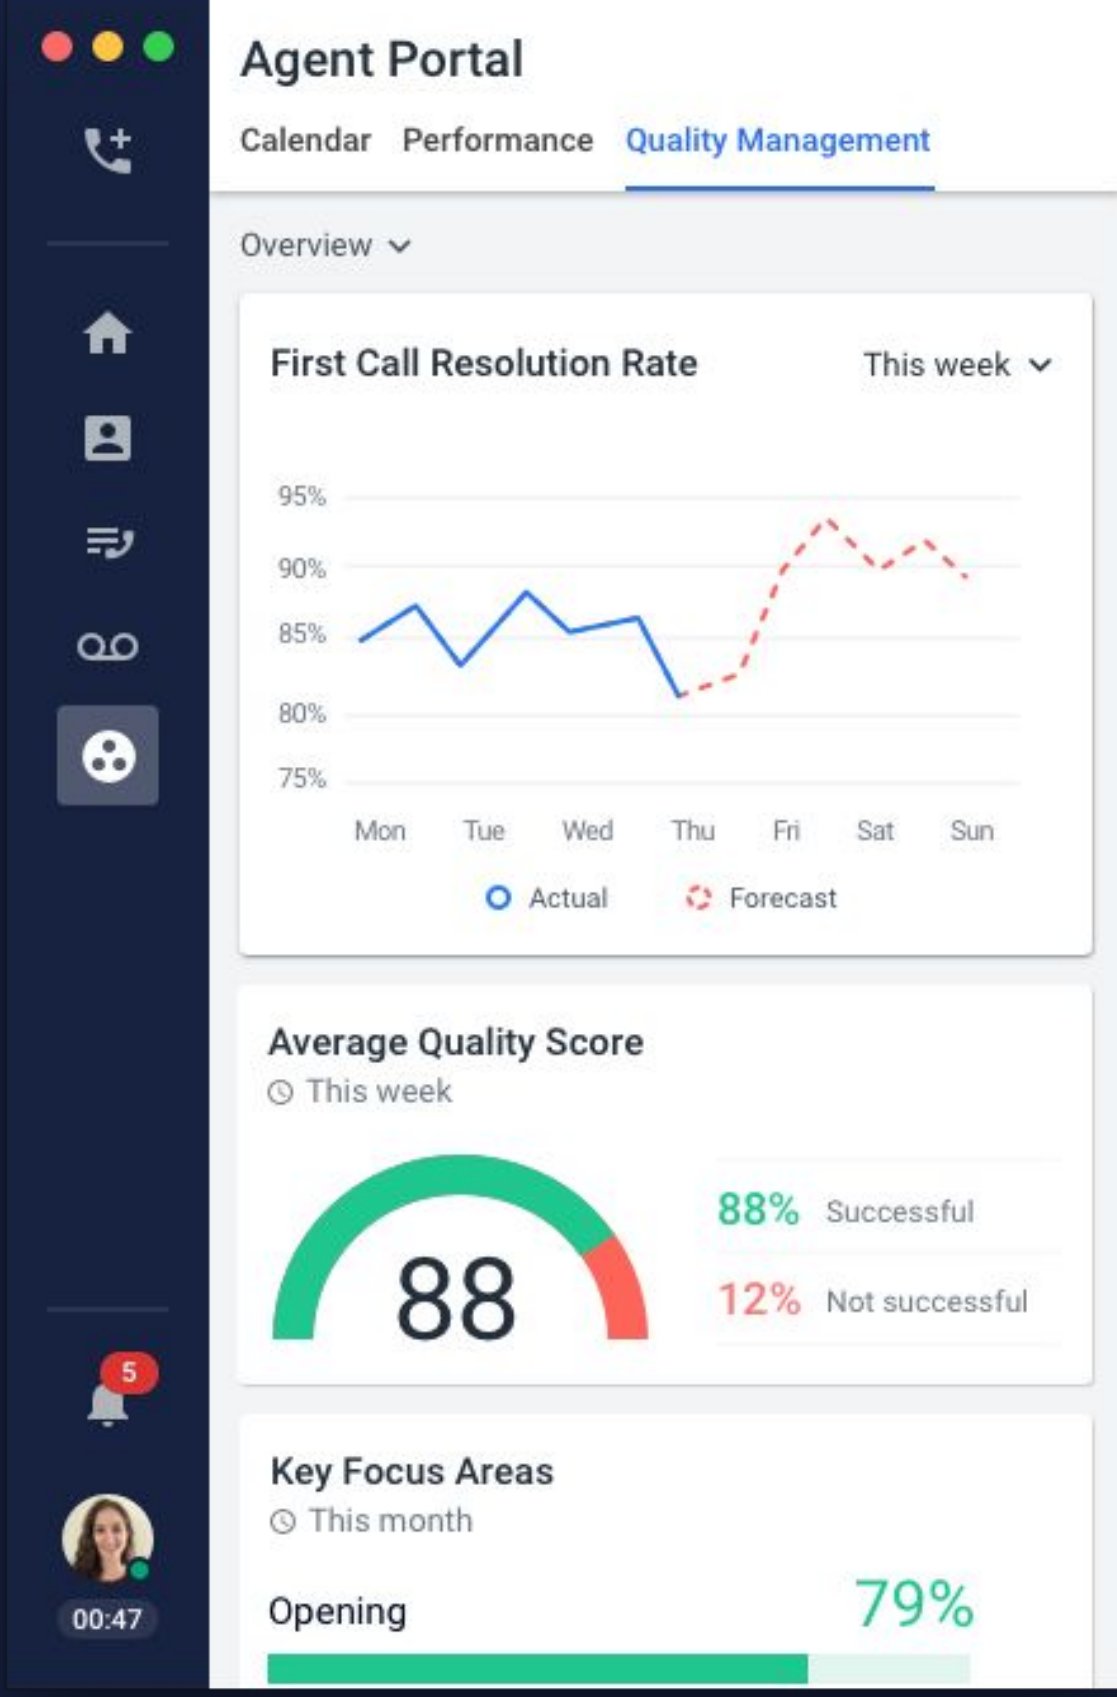 Agent Portal
Calendar Performance Quality Management
Overview
First Call Resolution Rate This week
95%
90%
85%
80%
75%
Mon Tue Wed Thu Fri Sat Sun
Actual Forecast
Average Quality Score
This week
88
88% Successful
12% Not successful
5
Key Focus Areas
This month
Opening 79%
00:47